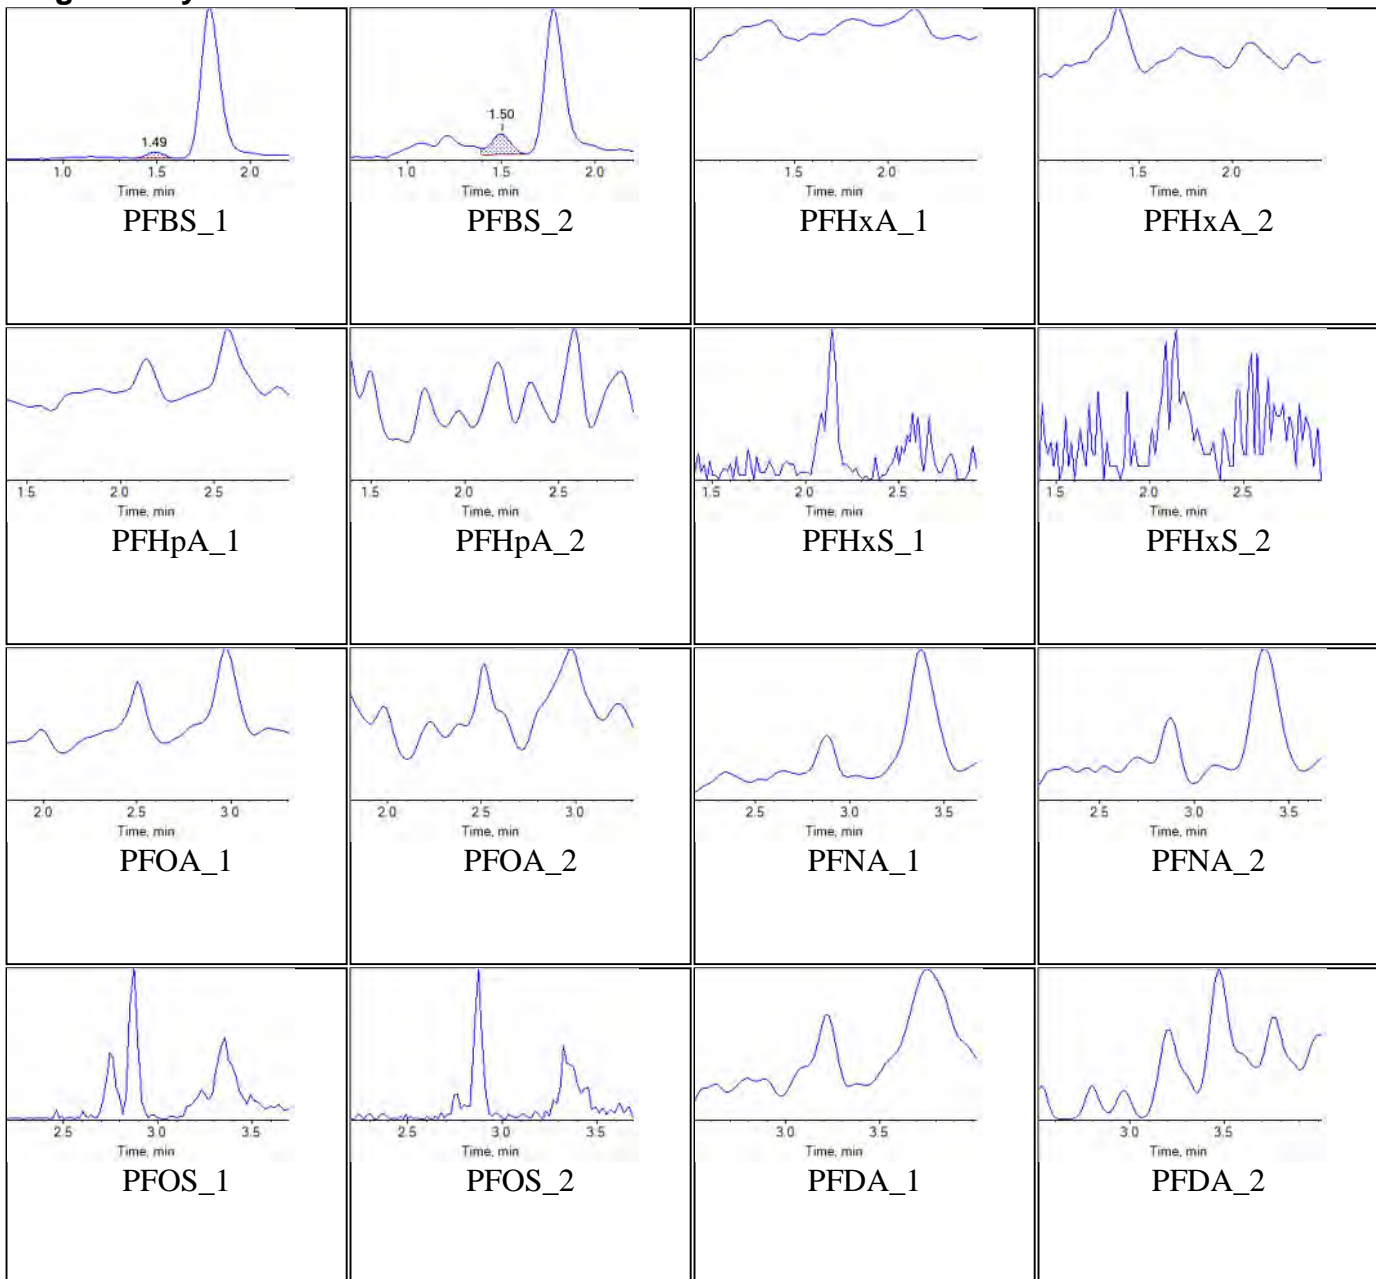 1.49
1.0 1.5 2.0
Time, min
PFBS_1
1.50
1.0 1.5 2.0
Time, min
PFBS_2
1.5 2.0
Time, min
PFHxA_1
1.5 2.0
Time, min
PFHxA_2
1.5 2.0 2.5
Time, min
PFHpA_1
1.5 2.0 2.5
Time, min
PFHpA_2
1.5 2.0 2.5
Time, min
PFHxS_1
1.5 2.0 2.5
Time, min
PFHxS_2
2.0 2.5 3.0
Time, min
PFOA_1
2.0 2.5 3.0
Time, min
PFOA_2
2.5 3.0 3.5
Time, min
PFNA_1
2.5 3.0 3.5
Time, min
PFNA_2
2.5 3.0 3.5
Time, min
PFOS_1
2.5 3.0 3.5
Time, min
PFOS_2
3.0 3.5
Time, min
PFDA_1
3.0 3.5
Time, min
PFDA_2